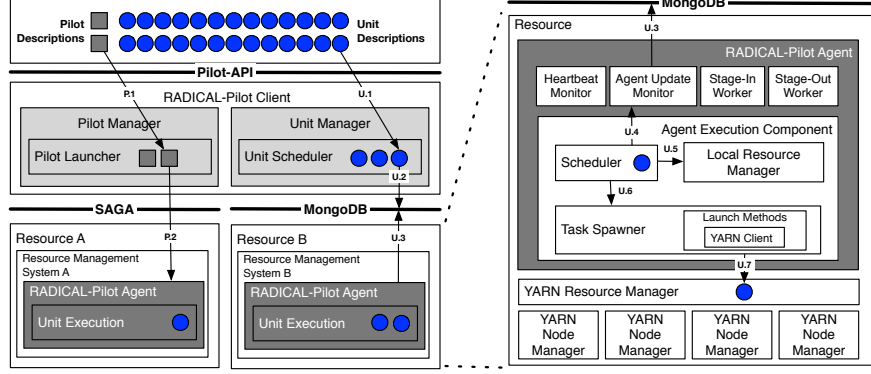 Pilot
Descriptions
Unit
Descriptions
Pilot-API
P.1
U.1
RADICAL-Pilot Client
Pilot Manager
Pilot Launcher
Unit Manager
Unit Scheduler
U.2
SAGA
MongoDB
P.2
U.3
Resource A
Resource Management
System A
RADICAL-Pilot Agent
Unit Execution
Resource B
Resource Management
System B
RADICAL-Pilot Agent
Unit Execution
MongoDB
Resource
U.3
RADICAL-Pilot Agent
Heartbeat
Monitor
Agent Update
Monitor
Stage-In
Worker
Stage-Out
Worker
U.4
Agent Execution Component
Scheduler
U.5
Local Resource
Manager
U.6
Task Spawner
Launch Methods
YARN Client
U.7
YARN Resource Manager
YARN
Node
Manager
YARN
Node
Manager
YARN
Node
Manager
YARN
Node
Manager